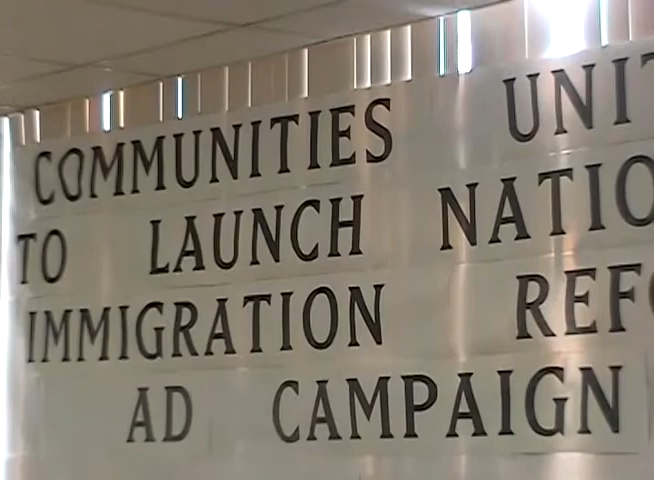 COMMUNITIES UNIT
TO LAUNCH NATIO
IMMIGRATION REFO
AD CAMPAIGN